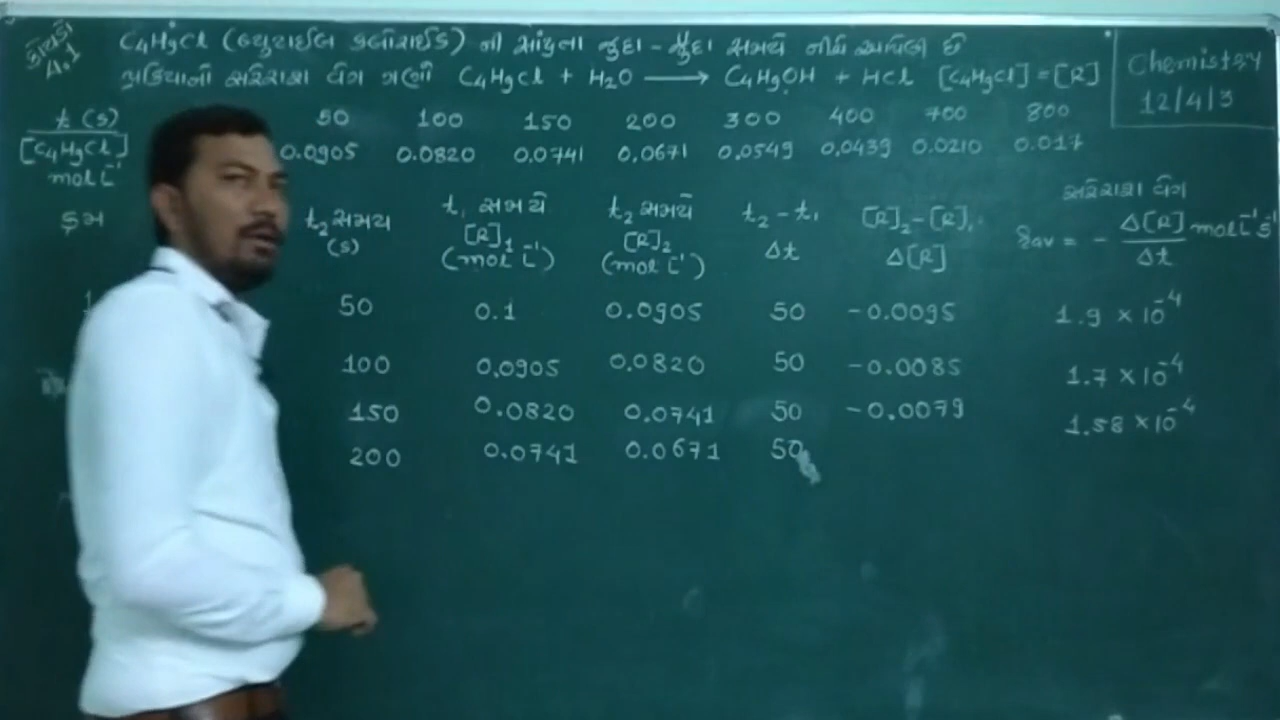 કોયડો 4.1
C4H9Cl (બ્યુટાઈલ ક્લોરાઈડ) ની સાંદ્રતા જુદા-જુદા સમયે નીચે આપેલ છે
પ્રક્રિયાનો સરેરાશ વેગ ગણો C4H9Cl + H2O ⟶ C4H9OH + HCl [C4H9Cl] = [R]
Chemistry
12/4/3
t (s) 50 100 150 200 300 400 700 800
[C4H9Cl] mol L⁻¹ 0.0905 0.0820 0.0741 0.0671 0.0549 0.0439 0.0210 0.017
ક્રમ t2 સમય (s) t1 સમયે [R]1 (mol L⁻¹) t2 સમયે [R]2 (mol L⁻¹) t2 - t1 Δt [R]2 - [R]1 Δ[R] સરેરાશ વેગ rav = - Δ[R]/Δt mol L⁻¹ s⁻¹
1 50 0.1 0.0905 50 -0.0095 1.9 × 10⁻⁴
100 0.0905 0.0820 50 -0.0085 1.7 × 10⁻⁴
150 0.0820 0.0741 50 -0.0079 1.58 × 10⁻⁴
200 0.0741 0.0671 50